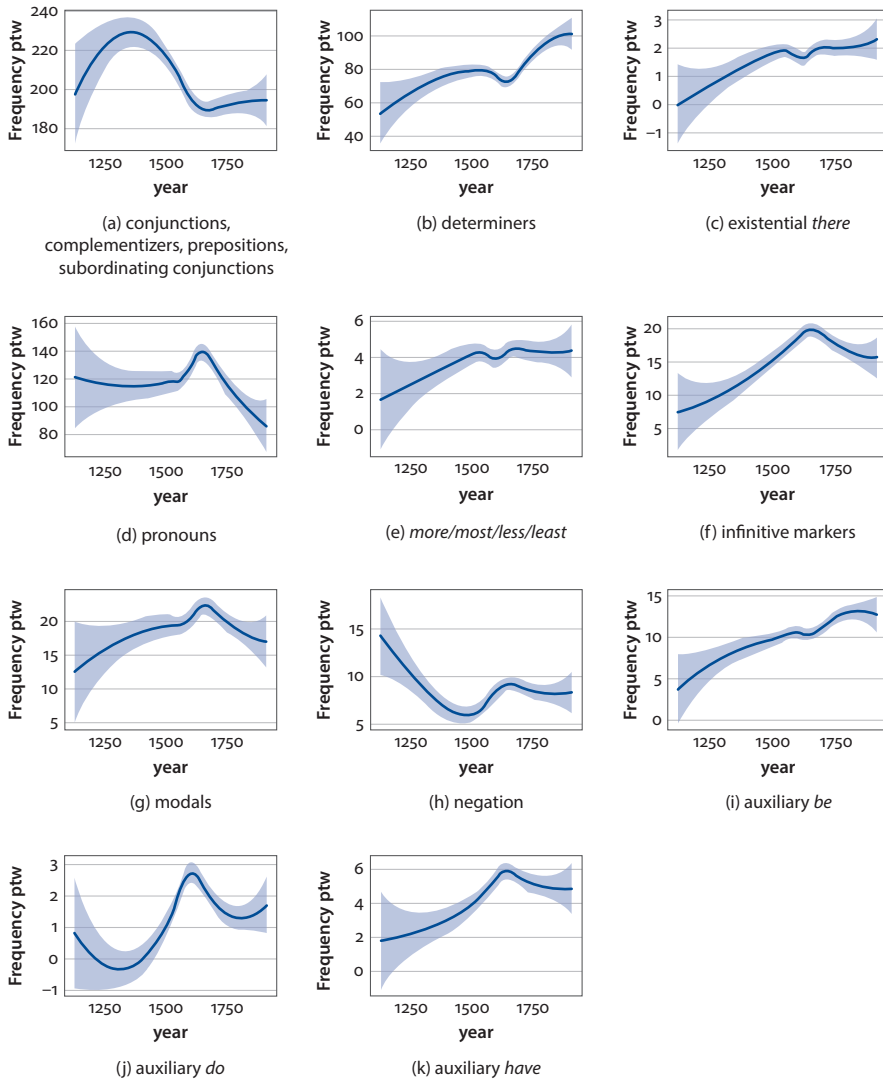 240
220
200
180
Frequency ptw
1250 1500 1750
year
(a) conjunctions,
complementizers, prepositions,
subordinating conjunctions
100
80
60
40
Frequency ptw
1250 1500 1750
year
(b) determiners
3
2
1
0
−1
Frequency ptw
1250 1500 1750
year
(c) existential there
160
140
120
100
80
Frequency ptw
1250 1500 1750
year
(d) pronouns
6
4
2
0
Frequency ptw
1250 1500 1750
year
(e) more/most/less/least
20
15
10
5
Frequency ptw
1250 1500 1750
year
(f) infinitive markers
20
15
10
5
Frequency ptw
1250 1500 1750
year
(g) modals
15
10
5
Frequency ptw
1250 1500 1750
year
(h) negation
15
10
5
0
Frequency ptw
1250 1500 1750
year
(i) auxiliary be
3
2
1
0
−1
Frequency ptw
1250 1500 1750
year
(j) auxiliary do
6
4
2
0
Frequency ptw
1250 1500 1750
year
(k) auxiliary have